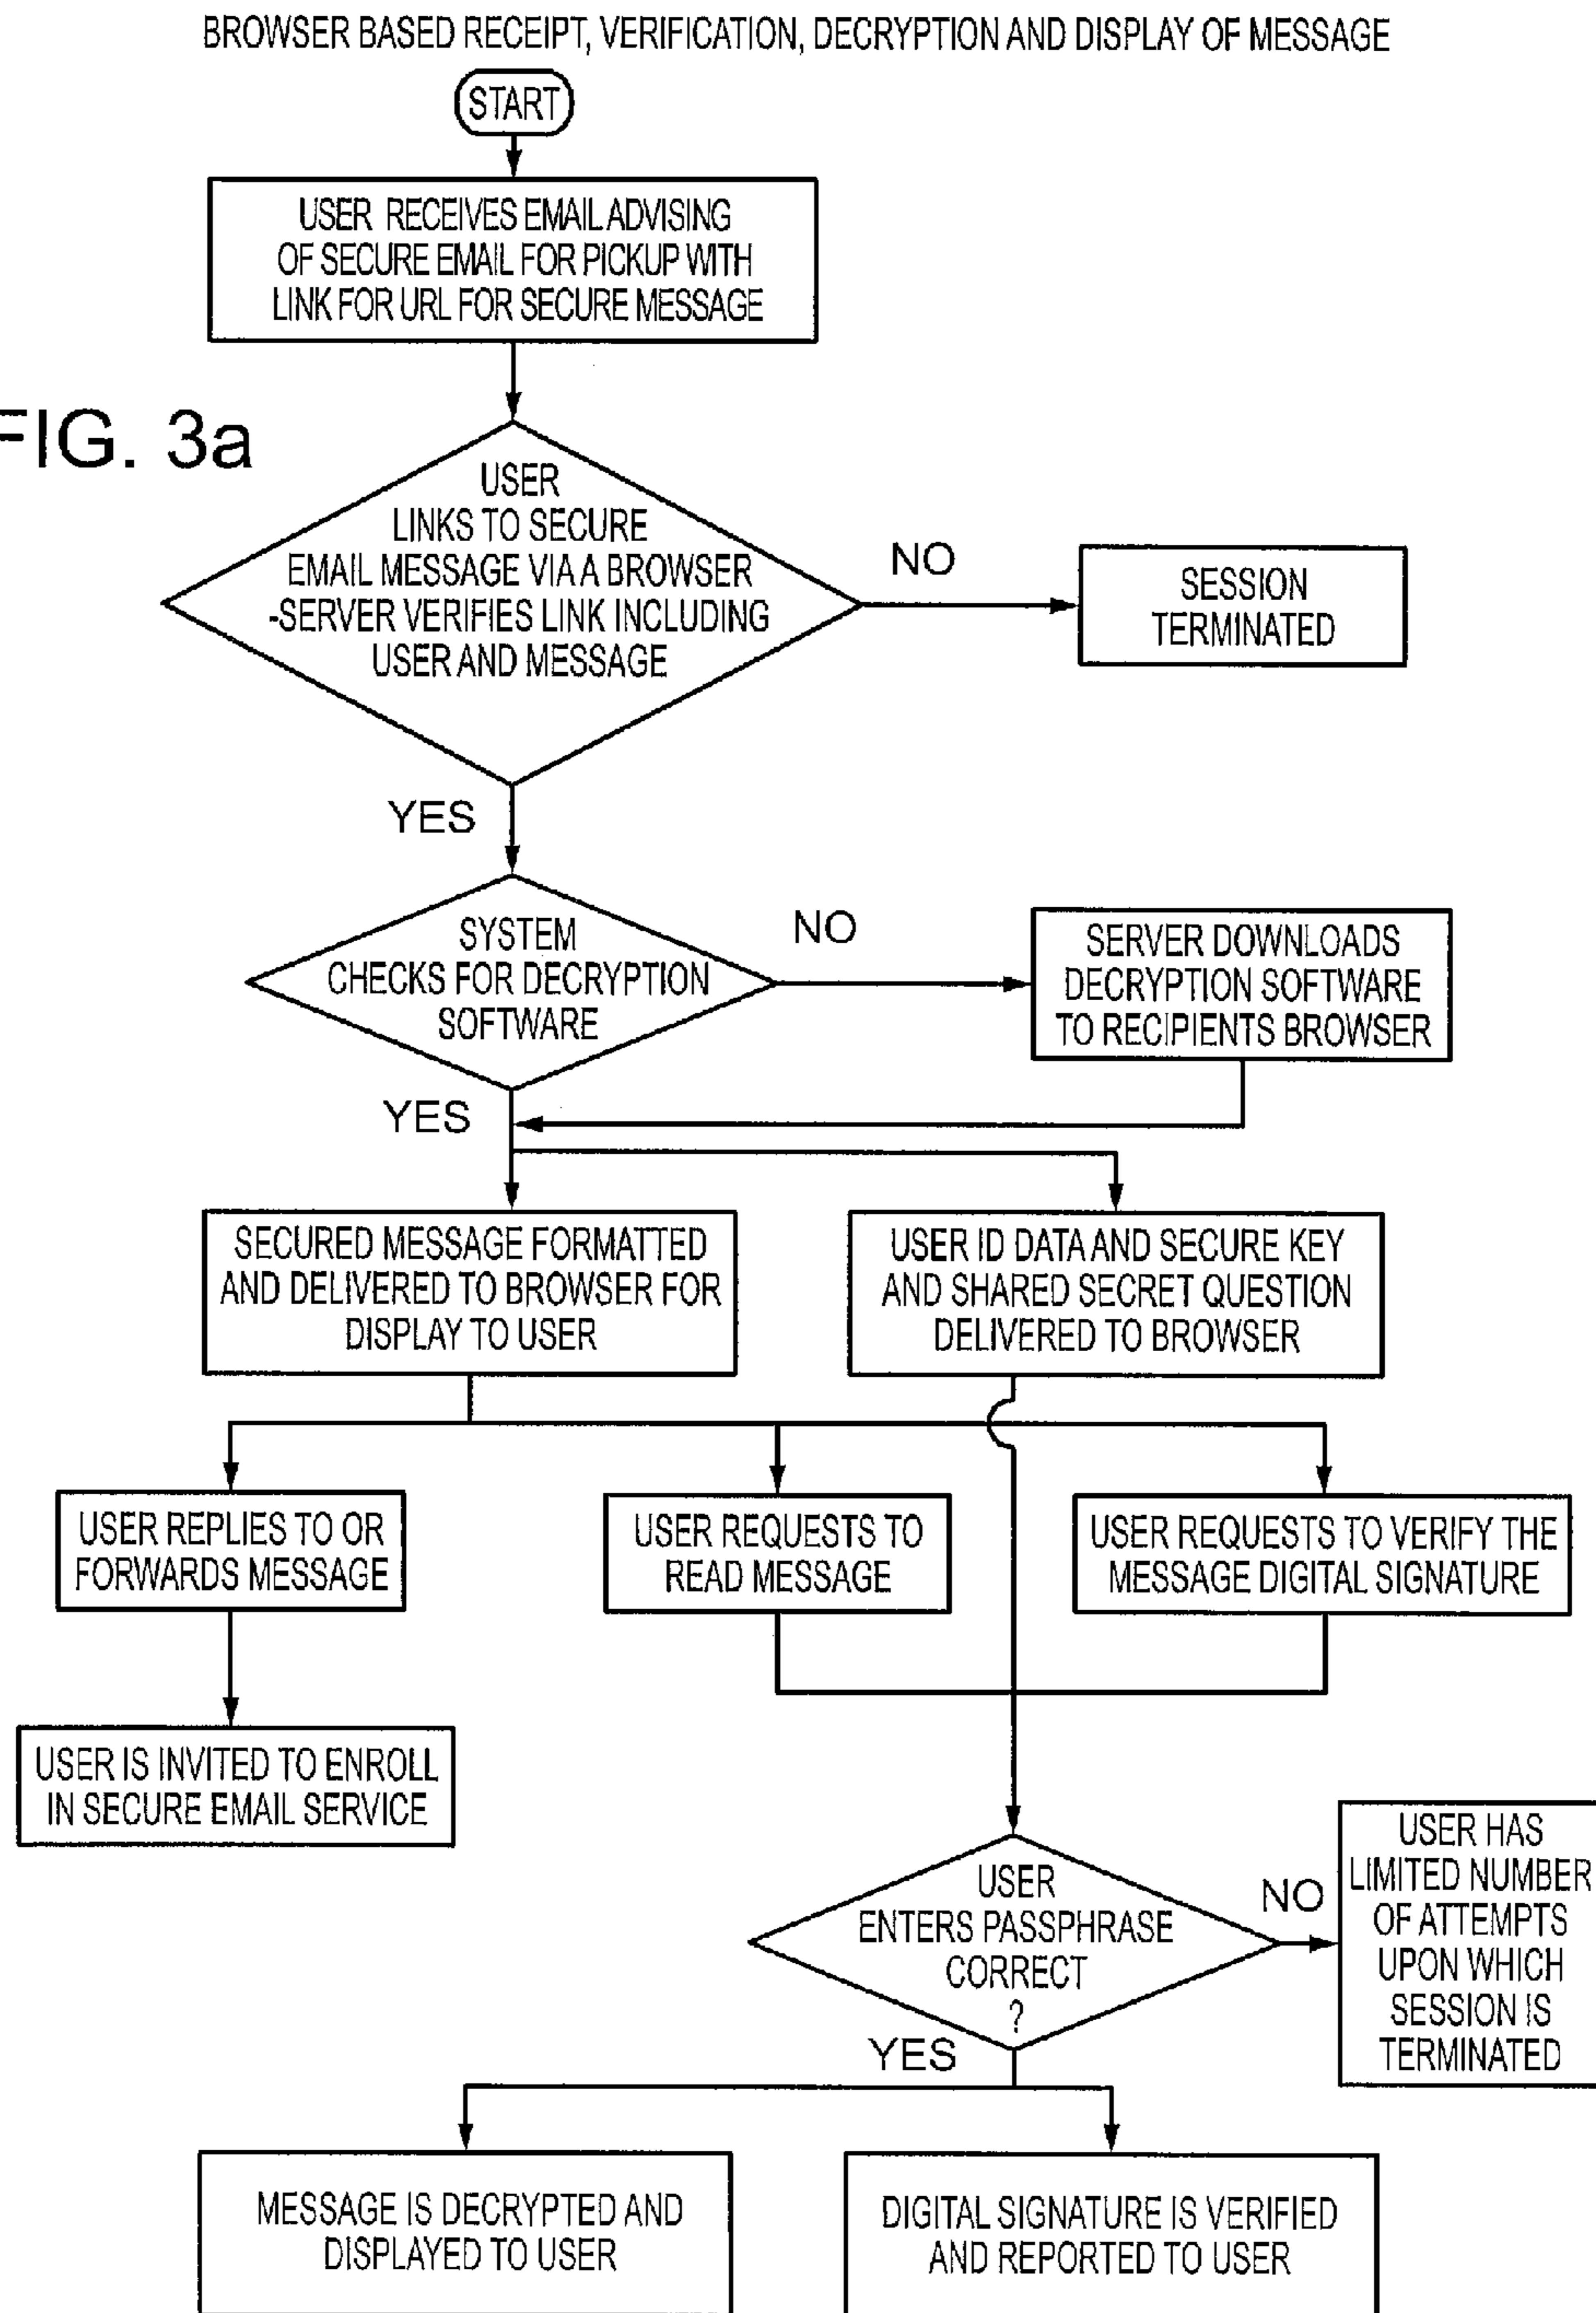 BROWSER BASED RECEIPT, VERIFICATION, DECRYPTION AND DISPLAY OF MESSAGE
START
USER RECEIVES EMAIL ADVISING
OF SECURE EMAIL FOR PICKUP WITH
LINK FOR URL FOR SECURE MESSAGE
FIG. 3a
USER
LINKS TO SECURE
EMAIL MESSAGE VIA A BROWSER
-SERVER VERIFIES LINK INCLUDING
USER AND MESSAGE
NO
SESSION
TERMINATED
YES
SYSTEM
CHECKS FOR DECRYPTION
SOFTWARE
NO
SERVER DOWNLOADS
DECRYPTION SOFTWARE
TO RECIPIENTS BROWSER
YES
SECURED MESSAGE FORMATTED
AND DELIVERED TO BROWSER FOR
DISPLAY TO USER
USER ID DATA AND SECURE KEY
AND SHARED SECRET QUESTION
DELIVERED TO BROWSER
USER REPLIES TO OR
FORWARDS MESSAGE
USER REQUESTS TO
READ MESSAGE
USER REQUESTS TO VERIFY THE
MESSAGE DIGITAL SIGNATURE
USER IS INVITED TO ENROLL
IN SECURE EMAIL SERVICE
USER
ENTERS PASSPHRASE
CORRECT
?
NO
USER HAS
LIMITED NUMBER
OF ATTEMPTS
UPON WHICH
SESSION IS
TERMINATED
YES
MESSAGE IS DECRYPTED AND
DISPLAYED TO USER
DIGITAL SIGNATURE IS VERIFIED
AND REPORTED TO USER